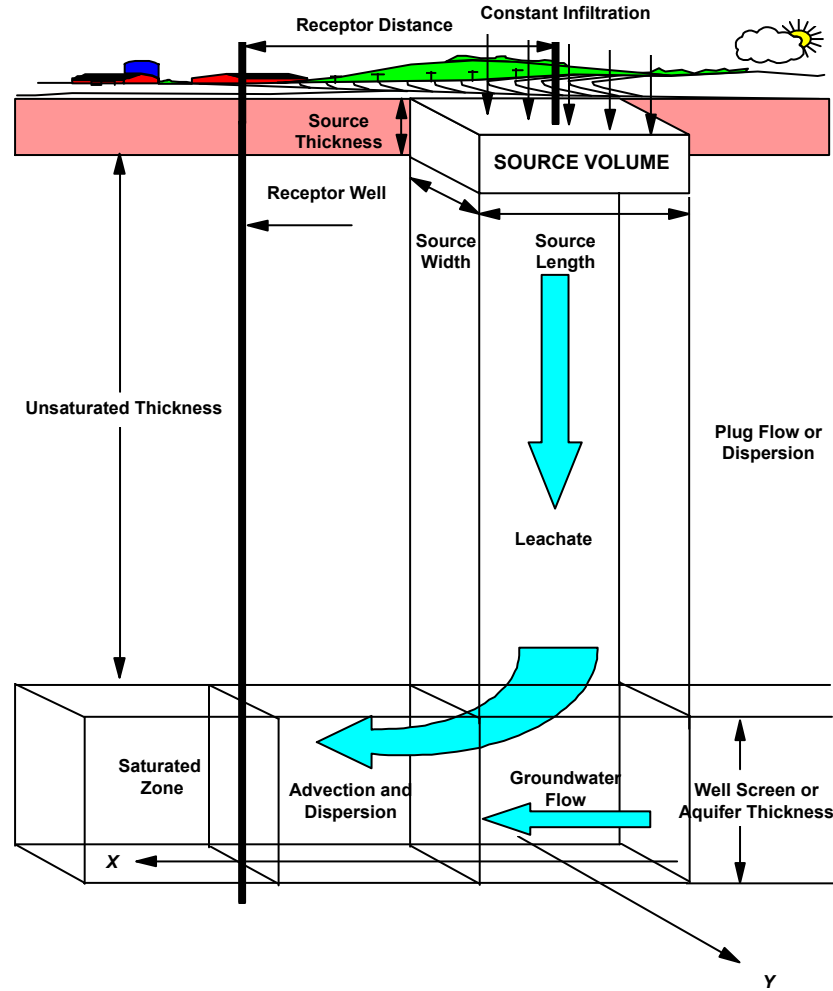 Receptor Distance
Constant Infiltration
Source
Thickness
SOURCE VOLUME
Receptor Well
Source
Width
Source
Length
Unsaturated Thickness
Plug Flow or
Dispersion
Leachate
Saturated
Zone
Advection and
Dispersion
Groundwater
Flow
Well Screen or
Aquifer Thickness
X
Y